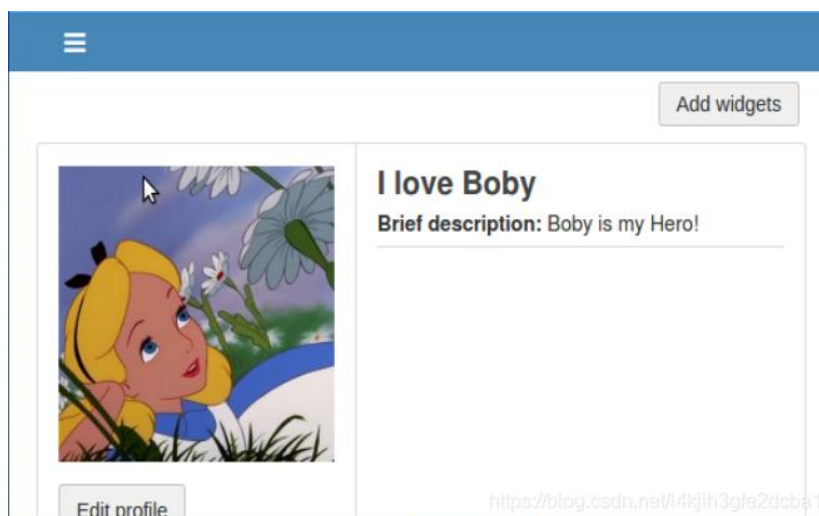 Add widgets
I love Boby
Brief description: Boby is my Hero!
Edit profile
https://blog.csdn.net/l4kjih3gfe2dcba1